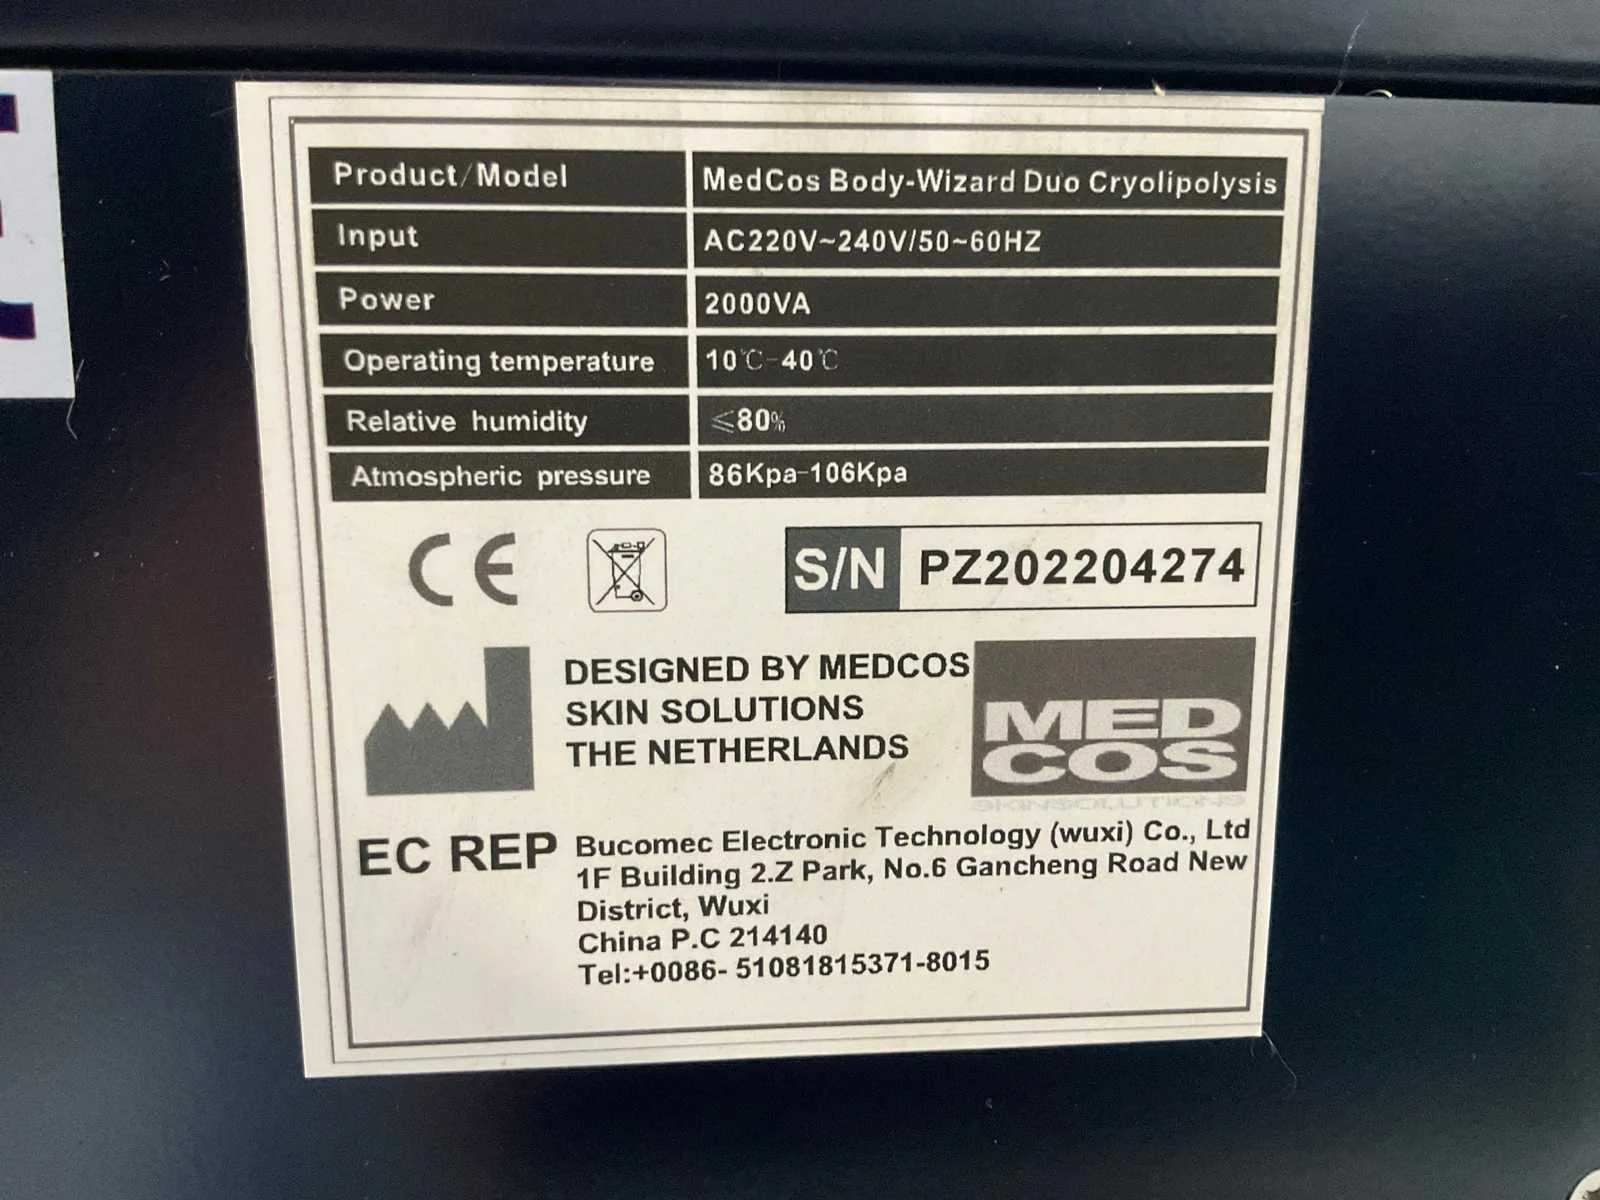 Product/Model MedCos Body-Wizard Duo Cryolipolysis
Input AC220V~240V/50~60HZ
Power 2000VA
Operating temperature 10℃-40℃
Relative humidity ≤80%
Atmospheric pressure 86Kpa-106Kpa
CE
S/N PZ202204274
DESIGNED BY MEDCOS
SKIN SOLUTIONS
THE NETHERLANDS
MED
COS
SKINSOLUTIONS
EC REP Bucomec Electronic Technology (wuxi) Co., Ltd
1F Building 2.Z Park, No.6 Gancheng Road New
District, Wuxi
China P.C 214140
Tel:+0086- 51081815371-8015